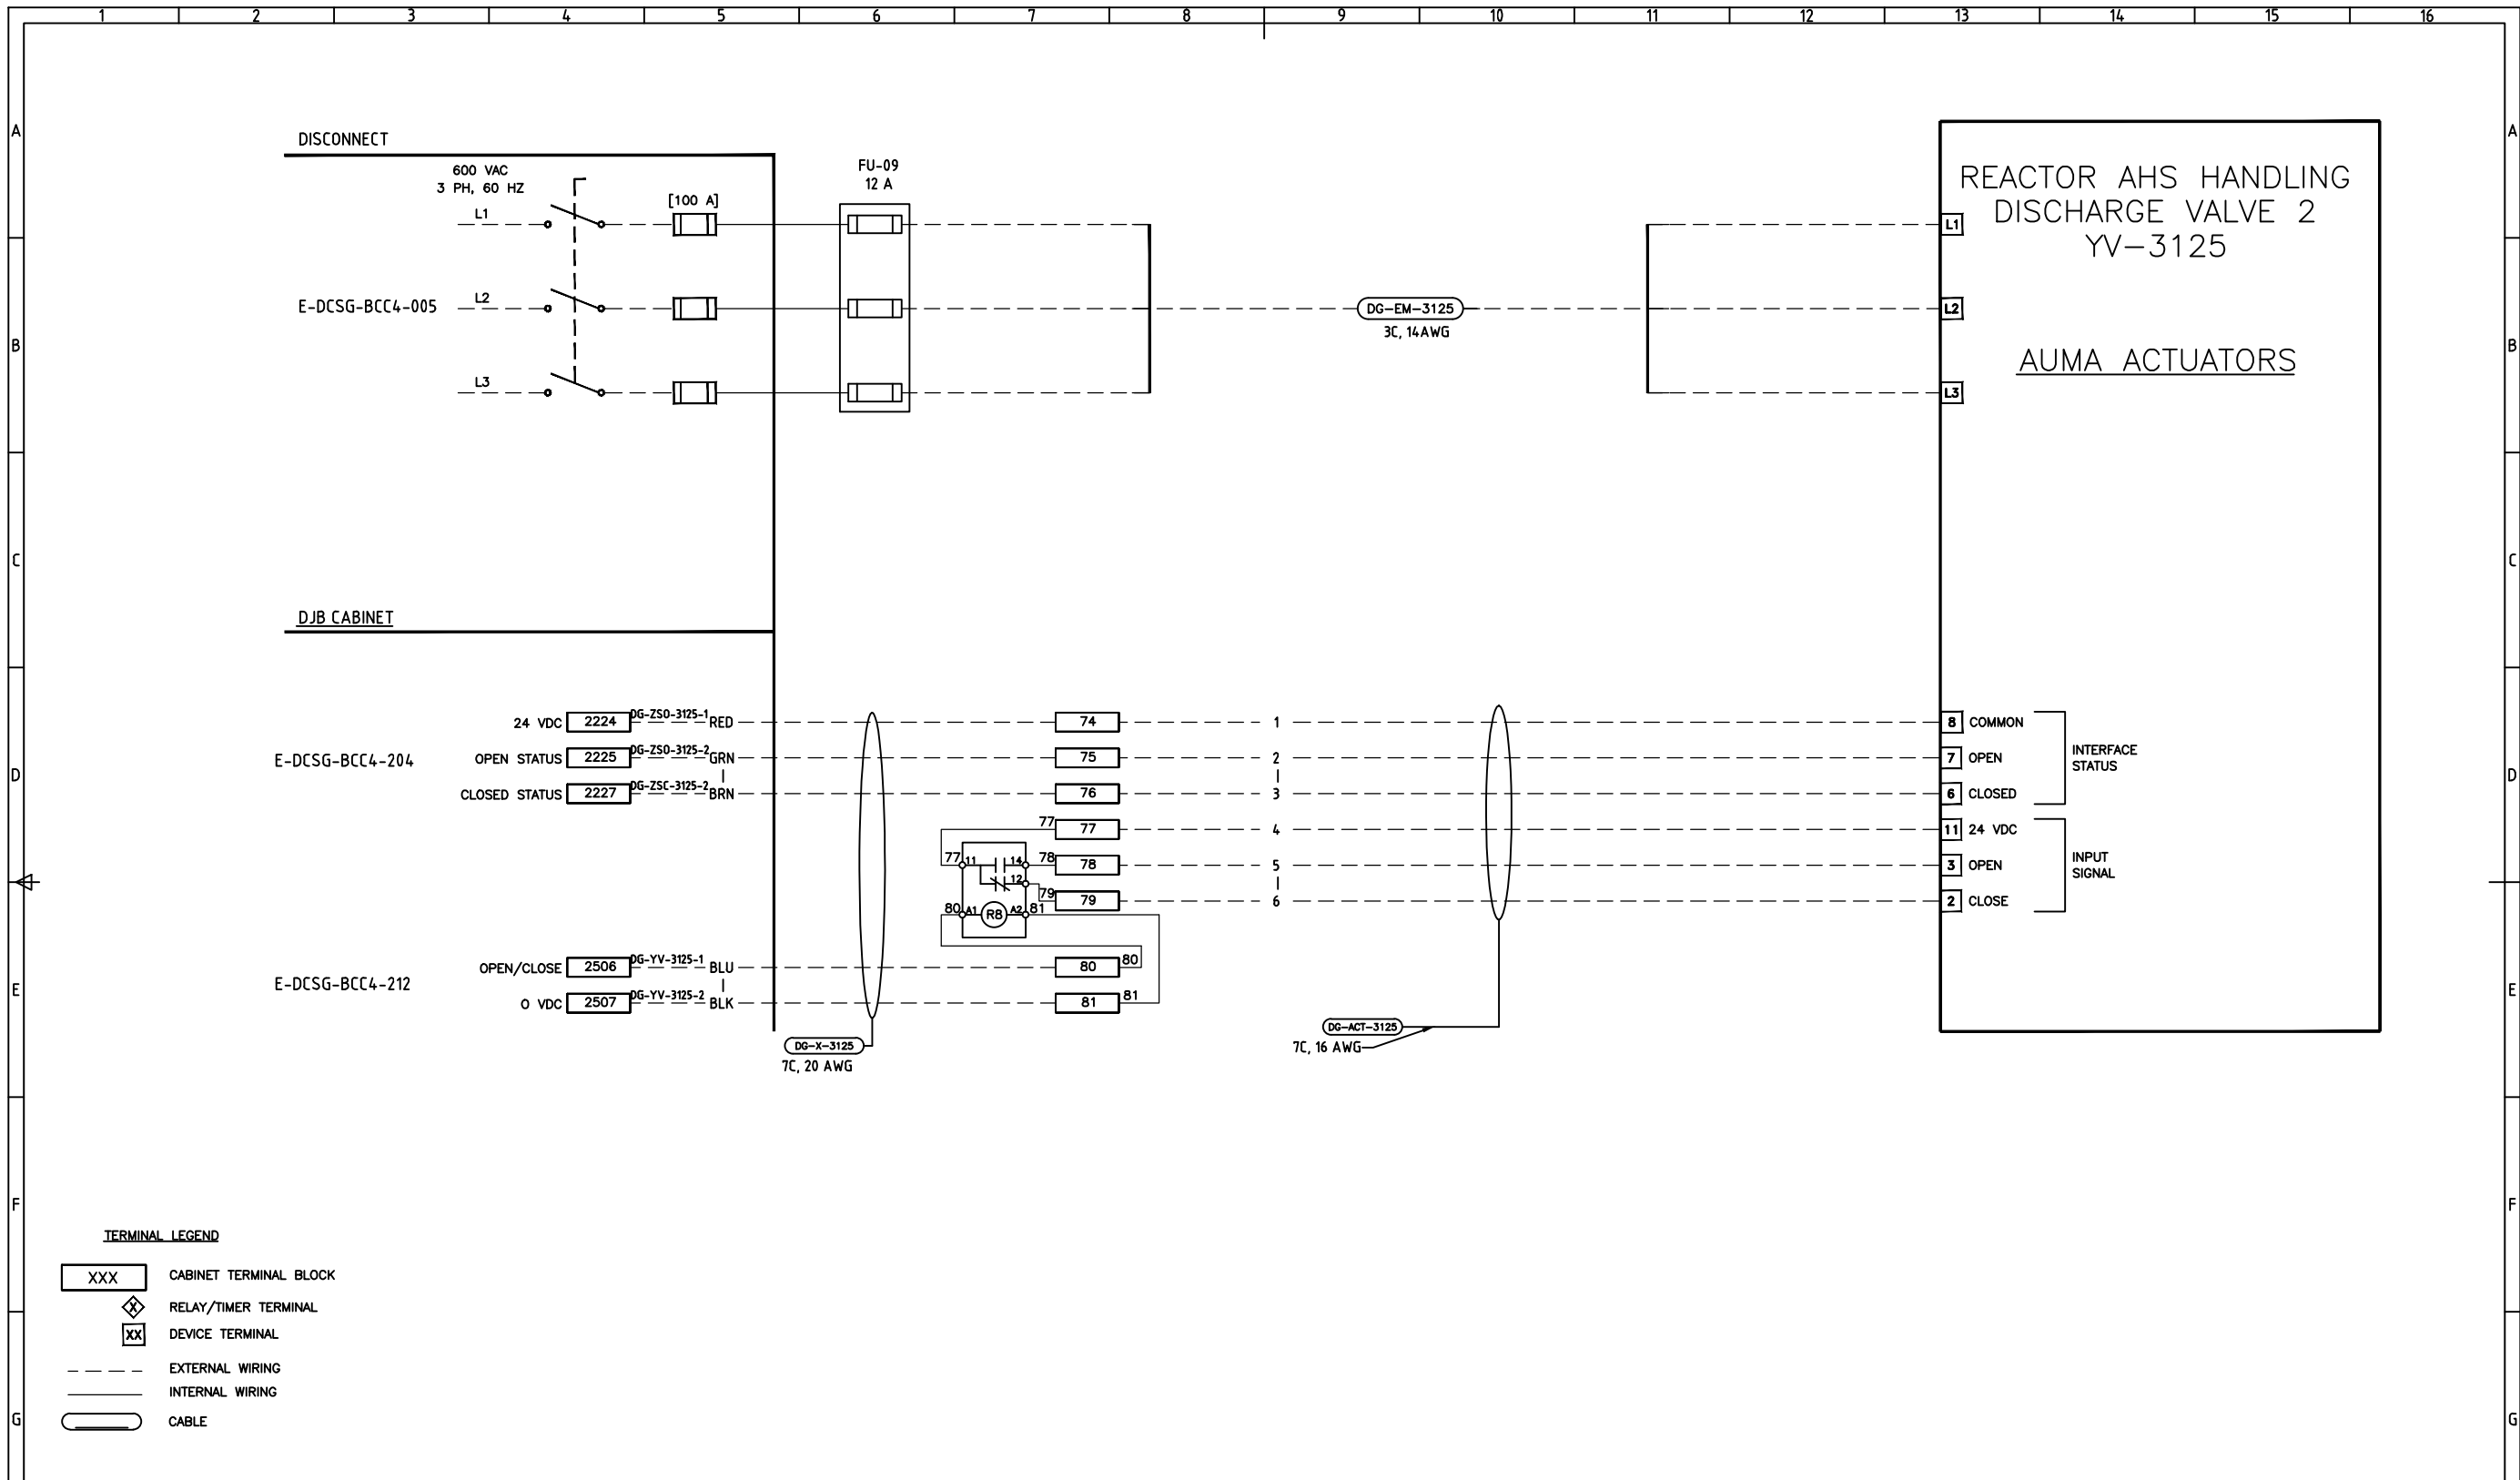 1 2 3 4 5 6 7 8 9 10 11 12 13 14 15 16
A A
B B
C C
D D
E E
F F
G G
DISCONNECT
600 VAC
3 PH, 60 HZ
L1
[100 A]
FU-09
12 A
E-DCSG-BCC4-005
L2
L3
DG-EM-3125
3C, 14AWG
REACTOR AHS HANDLING
DISCHARGE VALVE 2
YV-3125
AUMA ACTUATORS
L1
L2
L3
DJB CABINET
24 VDC 2224 DG-ZSO-3125-1 RED 74 1 8 COMMON
E-DCSG-BCC4-204
OPEN STATUS 2225 DG-ZSO-3125-2 GRN 75 2 7 OPEN
CLOSED STATUS 2227 DG-ZSC-3125-2 BRN 76 3 6 CLOSED
INTERFACE
STATUS
77 77 4 11 24 VDC
77 11 14 78 78 5 3 OPEN
12 79 79 6 2 CLOSE
INPUT
SIGNAL
80 A1 R8 A2 81
E-DCSG-BCC4-212
OPEN/CLOSE 2506 DG-YV-3125-1 BLU 80 80
0 VDC 2507 DG-YV-3125-2 BLK 81 81
DG-X-3125
7C, 20 AWG
DG-ACT-3125
7C, 16 AWG
TERMINAL LEGEND
XXX CABINET TERMINAL BLOCK
X RELAY/TIMER TERMINAL
XX DEVICE TERMINAL
EXTERNAL WIRING
INTERNAL WIRING
CABLE